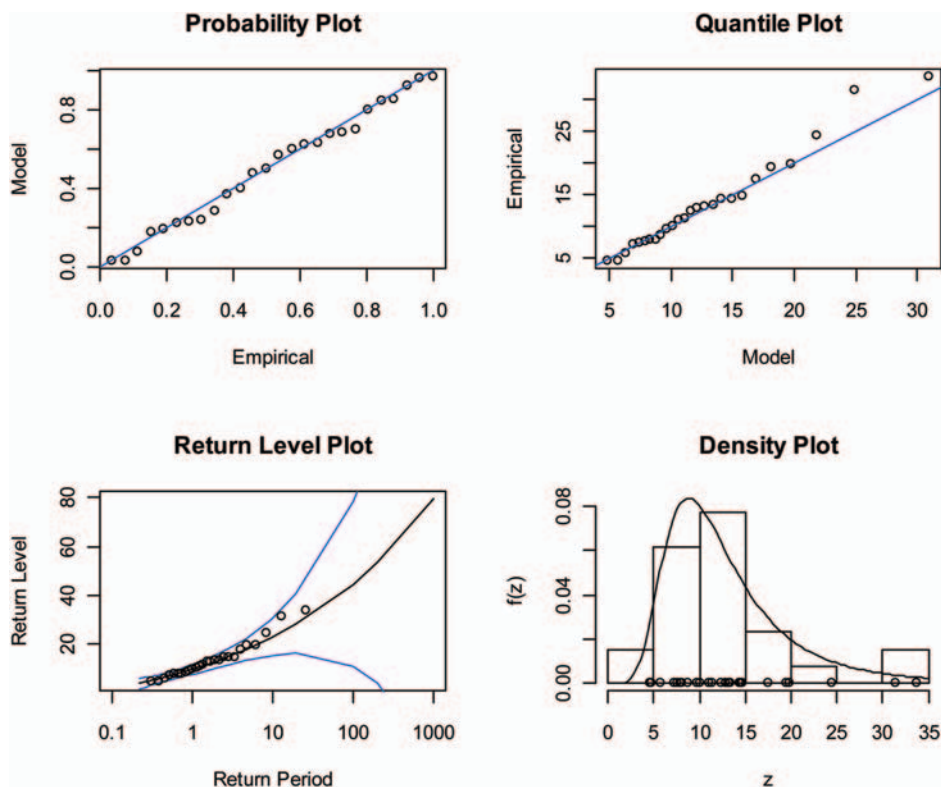 Probability Plot
Model
0.0 0.4 0.8
0.0 0.2 0.4 0.6 0.8 1.0
Empirical
Quantile Plot
Empirical
5 15 25
5 10 15 20 25 30
Model
Return Level Plot
Return Level
20 40 60 80
0.1 1 10 100 1000
Return Period
Density Plot
f(z)
0.00 0.04 0.08
0 5 10 15 20 25 30 35
z